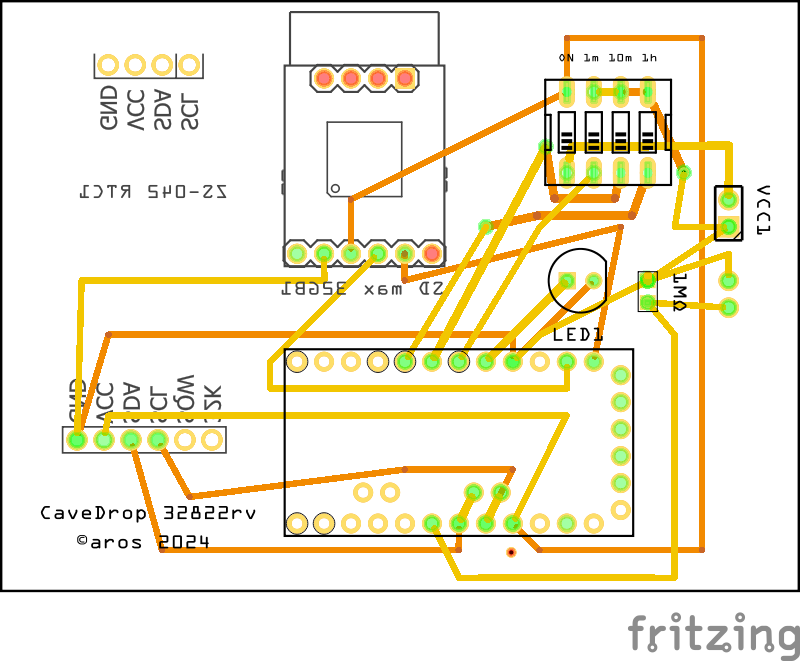 ON 1m 10m 1h
GND VCC SDA SCL
ZS-042 RTC1
VCC1
SD max 32GB1
1MΩ
LED1
GND VCC SDA SCL SQW 32K
CaveDrop 32822rv
©aros 2024
fritzing